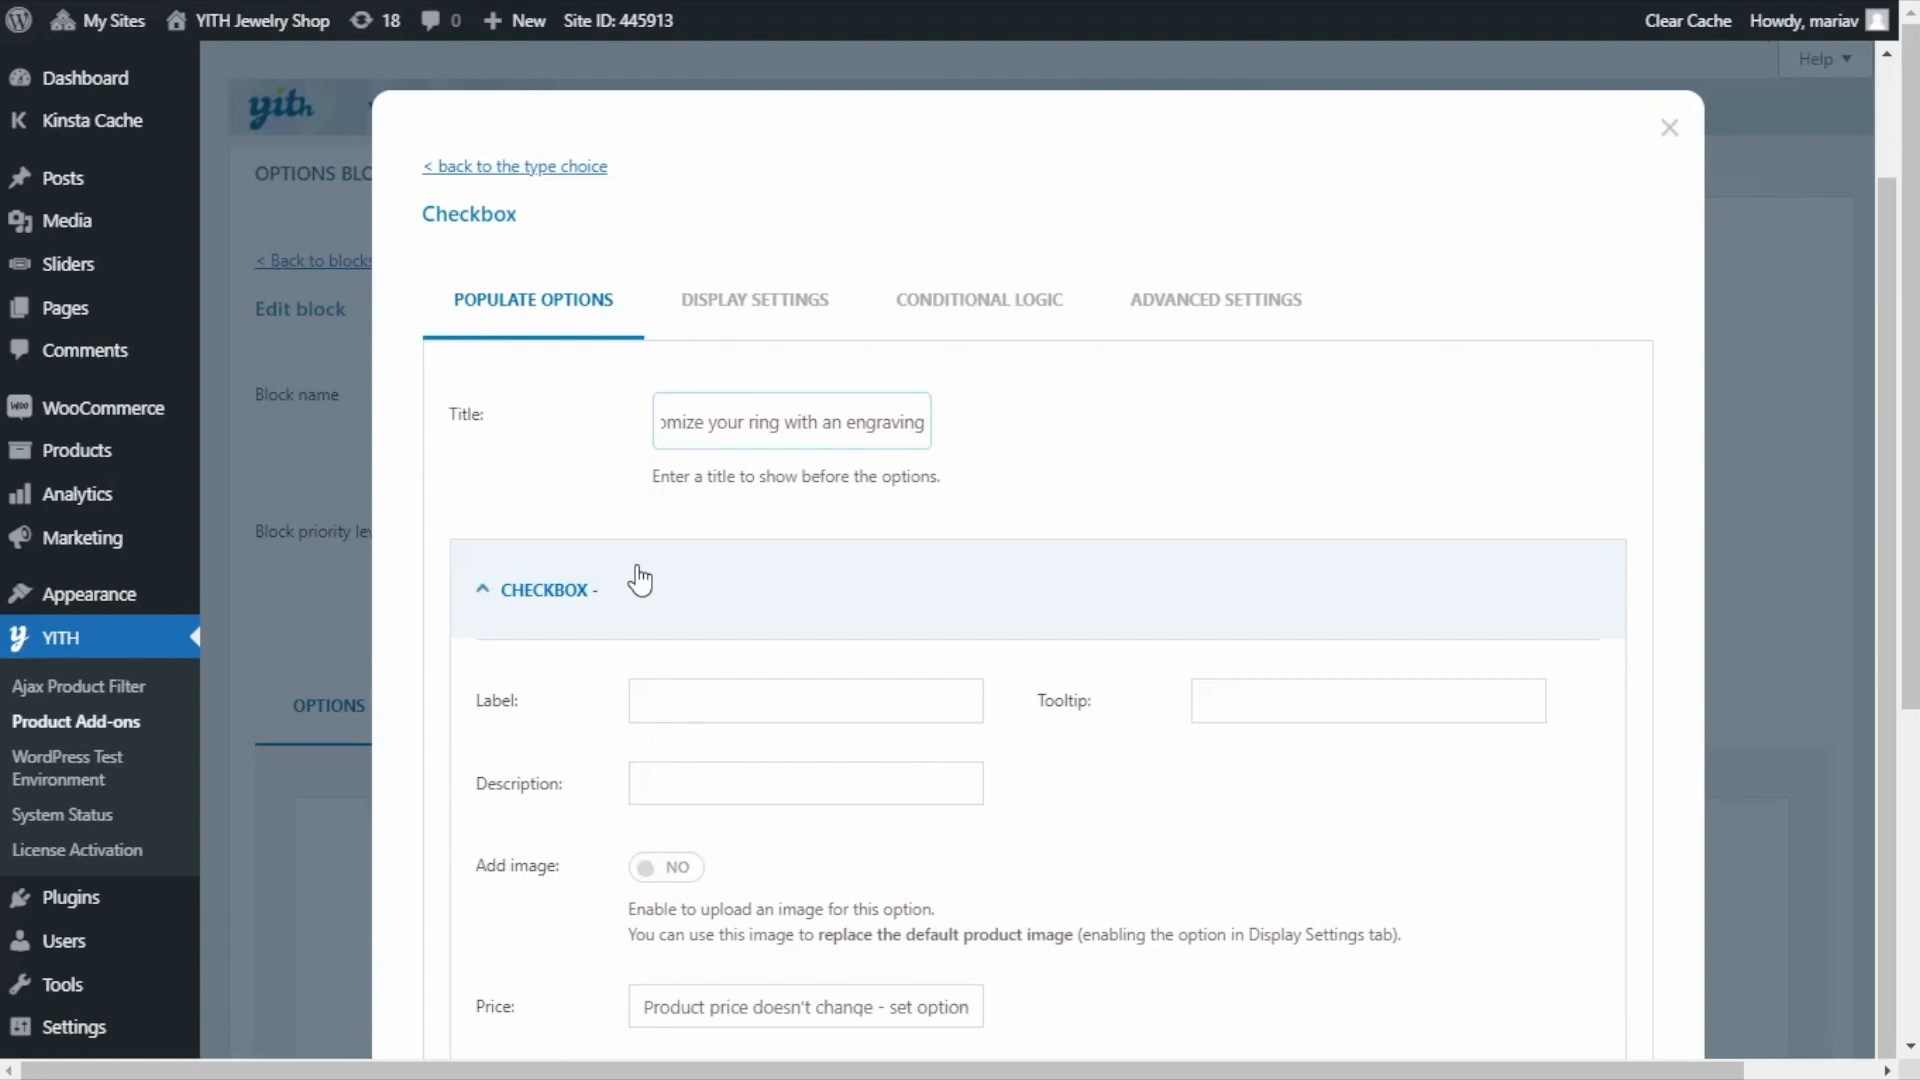 My Sites
YITH Jewelry Shop
18
0
New
Site ID: 445913
Clear Cache
Howdy, mariav
Dashboard
Kinsta Cache
Posts
Media
Sliders
Pages
Comments
WooCommerce
Products
Analytics
Marketing
Appearance
YITH
Ajax Product Filter
Product Add-ons
WordPress Test
Environment
System Status
License Activation
Plugins
Users
Tools
Settings
Help
yith
OPTIONS BLO
< Back to blocks
Edit block
Block name
Block priority lev
OPTIONS
< back to the type choice
Checkbox
POPULATE OPTIONS
DISPLAY SETTINGS
CONDITIONAL LOGIC
ADVANCED SETTINGS
Title:
omize your ring with an engraving
Enter a title to show before the options.
CHECKBOX -
Label:
Tooltip:
Description:
Add image:
NO
Enable to upload an image for this option.
You can use this image to replace the default product image (enabling the option in Display Settings tab).
Price:
Product price doesn't change - set option